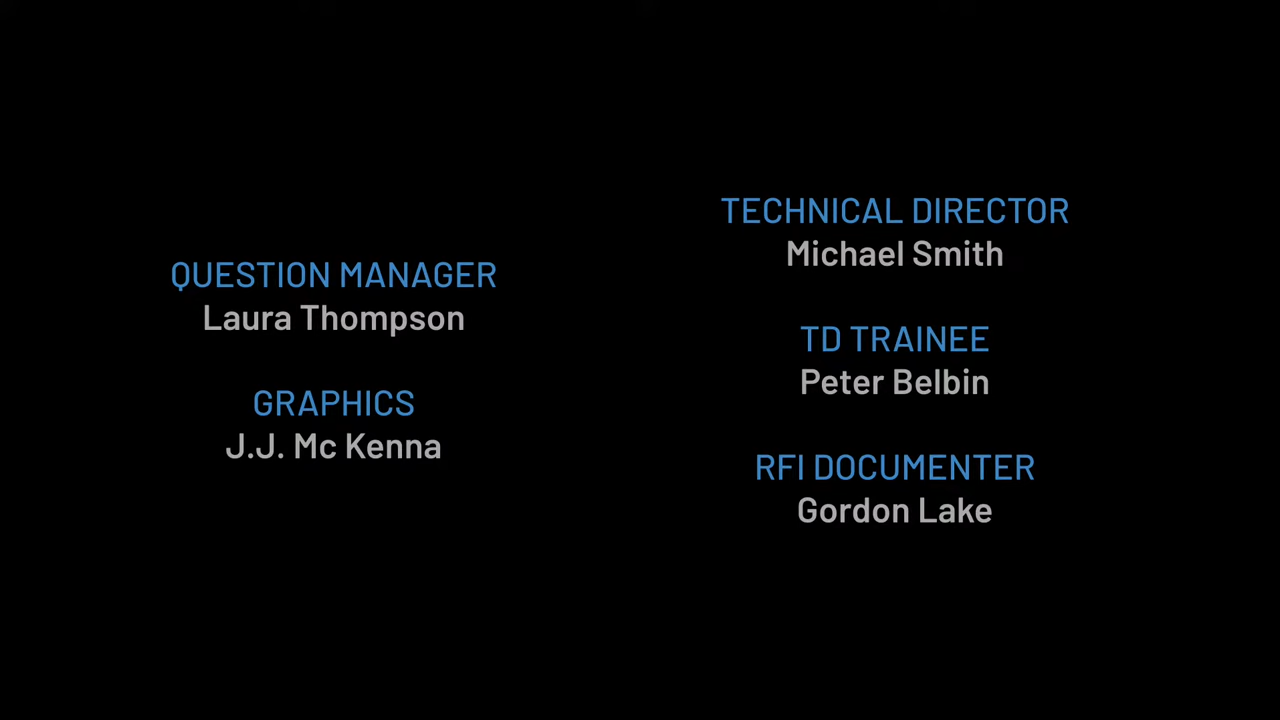 QUESTION MANAGER
Laura Thompson
GRAPHICS
J.J. Mc Kenna
TECHNICAL DIRECTOR
Michael Smith
TD TRAINEE
Peter Belbin
RFI DOCUMENTER
Gordon Lake